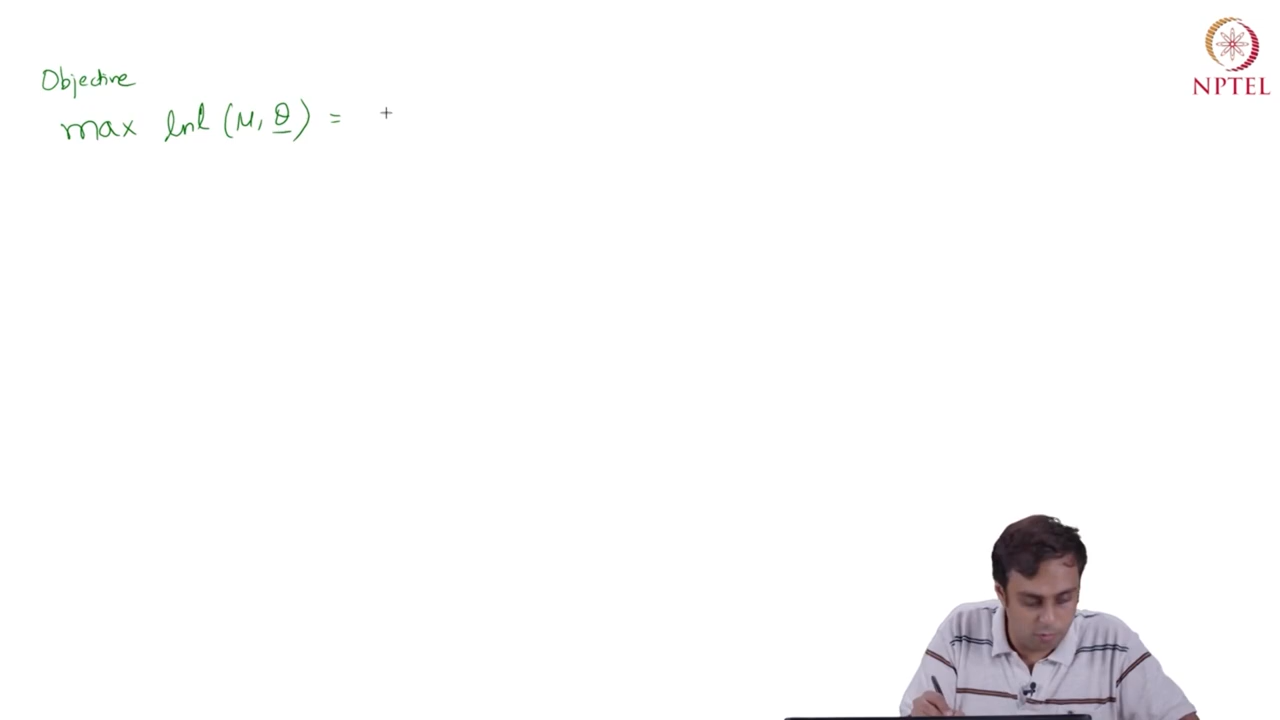 Objective
max lnl (μ, θ) =
NPTEL